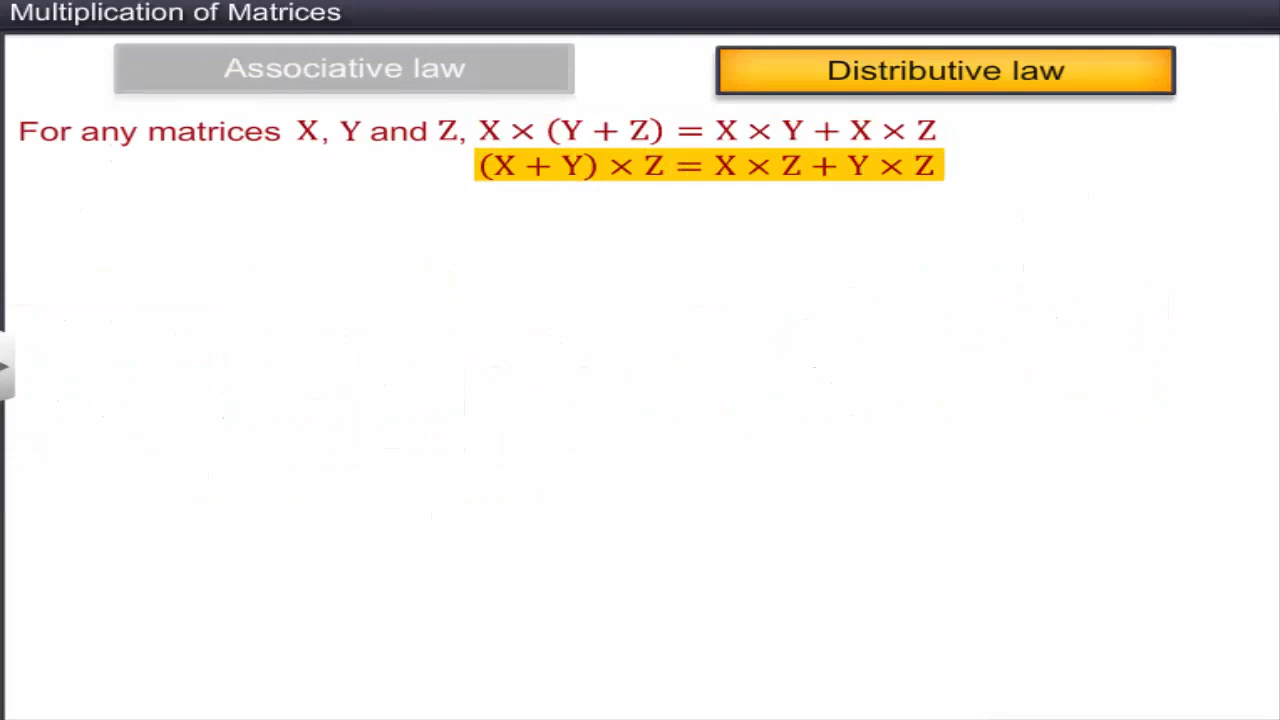 Multiplication of Matrices
Associative law
Distributive law
For any matrices X, Y and Z, X × (Y + Z) = X × Y + X × Z
(X + Y) × Z = X × Z + Y × Z